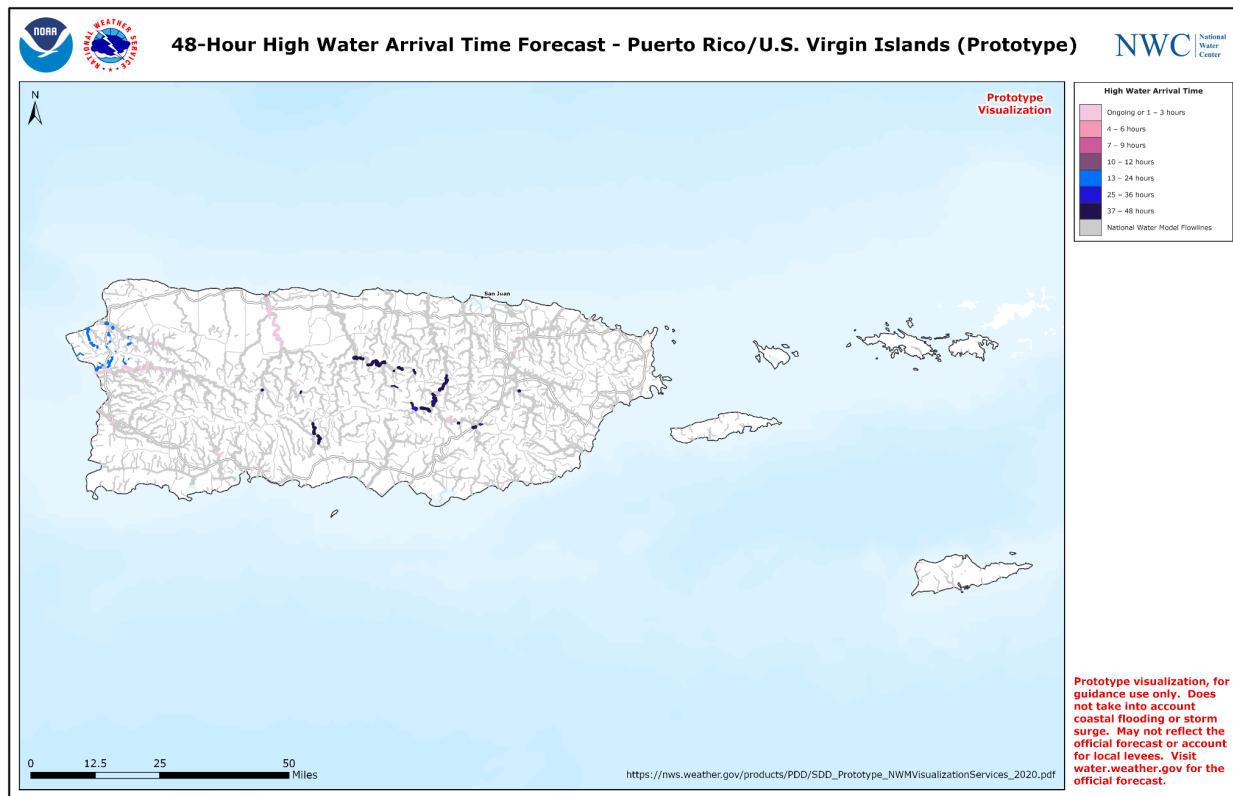 NOAA
NATIONAL WEATHER SERVICE
48-Hour High Water Arrival Time Forecast - Puerto Rico/U.S. Virgin Islands (Prototype)
NWC
National
Water
Center
N
Prototype
Visualization
High Water Arrival Time
Ongoing or 1 – 3 hours
4 – 6 hours
7 – 9 hours
10 – 12 hours
13 – 24 hours
25 – 36 hours
37 – 48 hours
National Water Model Flowlines
San Juan
Prototype visualization, for
guidance use only. Does
not take into account
coastal flooding or storm
surge. May not reflect the
official forecast or account
for local levees. Visit
water.weather.gov for the
official forecast.
0 12.5 25 50
Miles
https://nws.weather.gov/products/PDD/SDD_Prototype_NWMVisualizationServices_2020.pdf